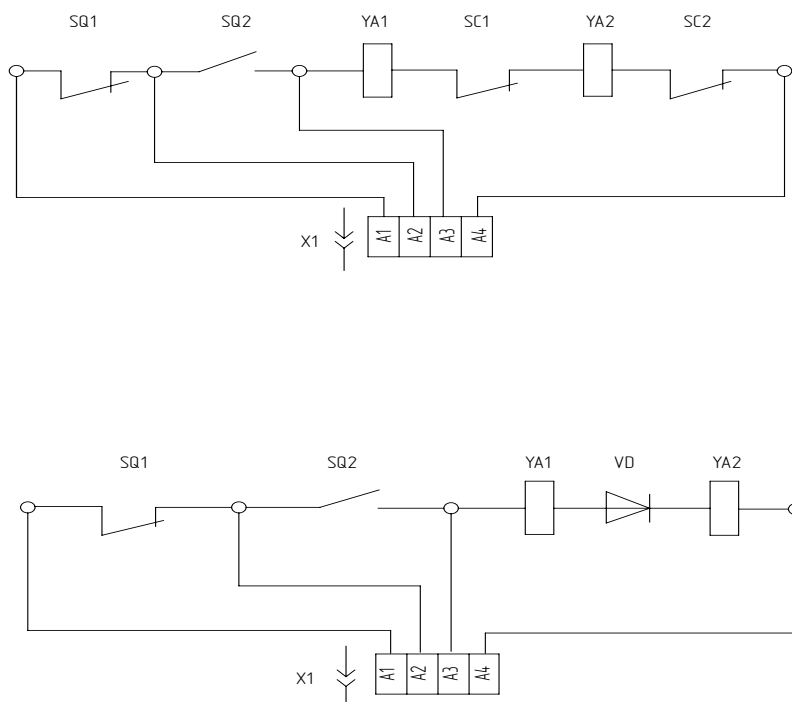 SQ1 SQ2 YA1 SC1 YA2 SC2
X1 A1 A2 A3 A4
SQ1 SQ2 YA1 VD YA2
X1 A1 A2 A3 A4